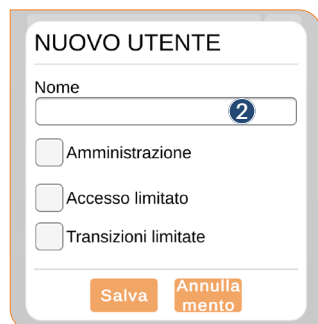 NUOVO UTENTE
Nome
2
Amministrazione
Accesso limitato
Transizioni limitate
Salva
Annulla
mento